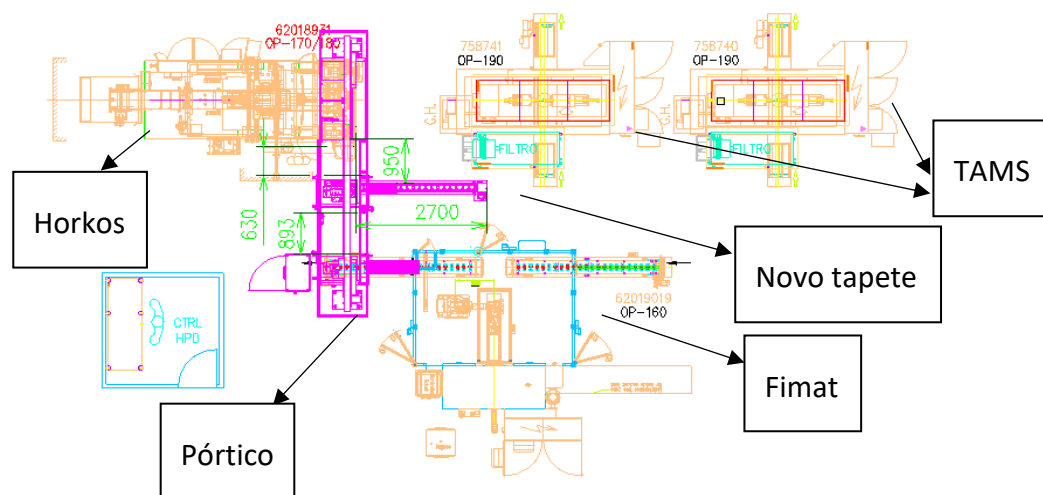 62018931
OP-170/180
758741
OP-190
758740
OP-190
C.H.
C.H.
FILTRO
FILTRO
TAMS
Horkos
950
630
893
2700
Novo tapete
62019019
OP-160
CTRL
HPD
Fimat
Pórtico